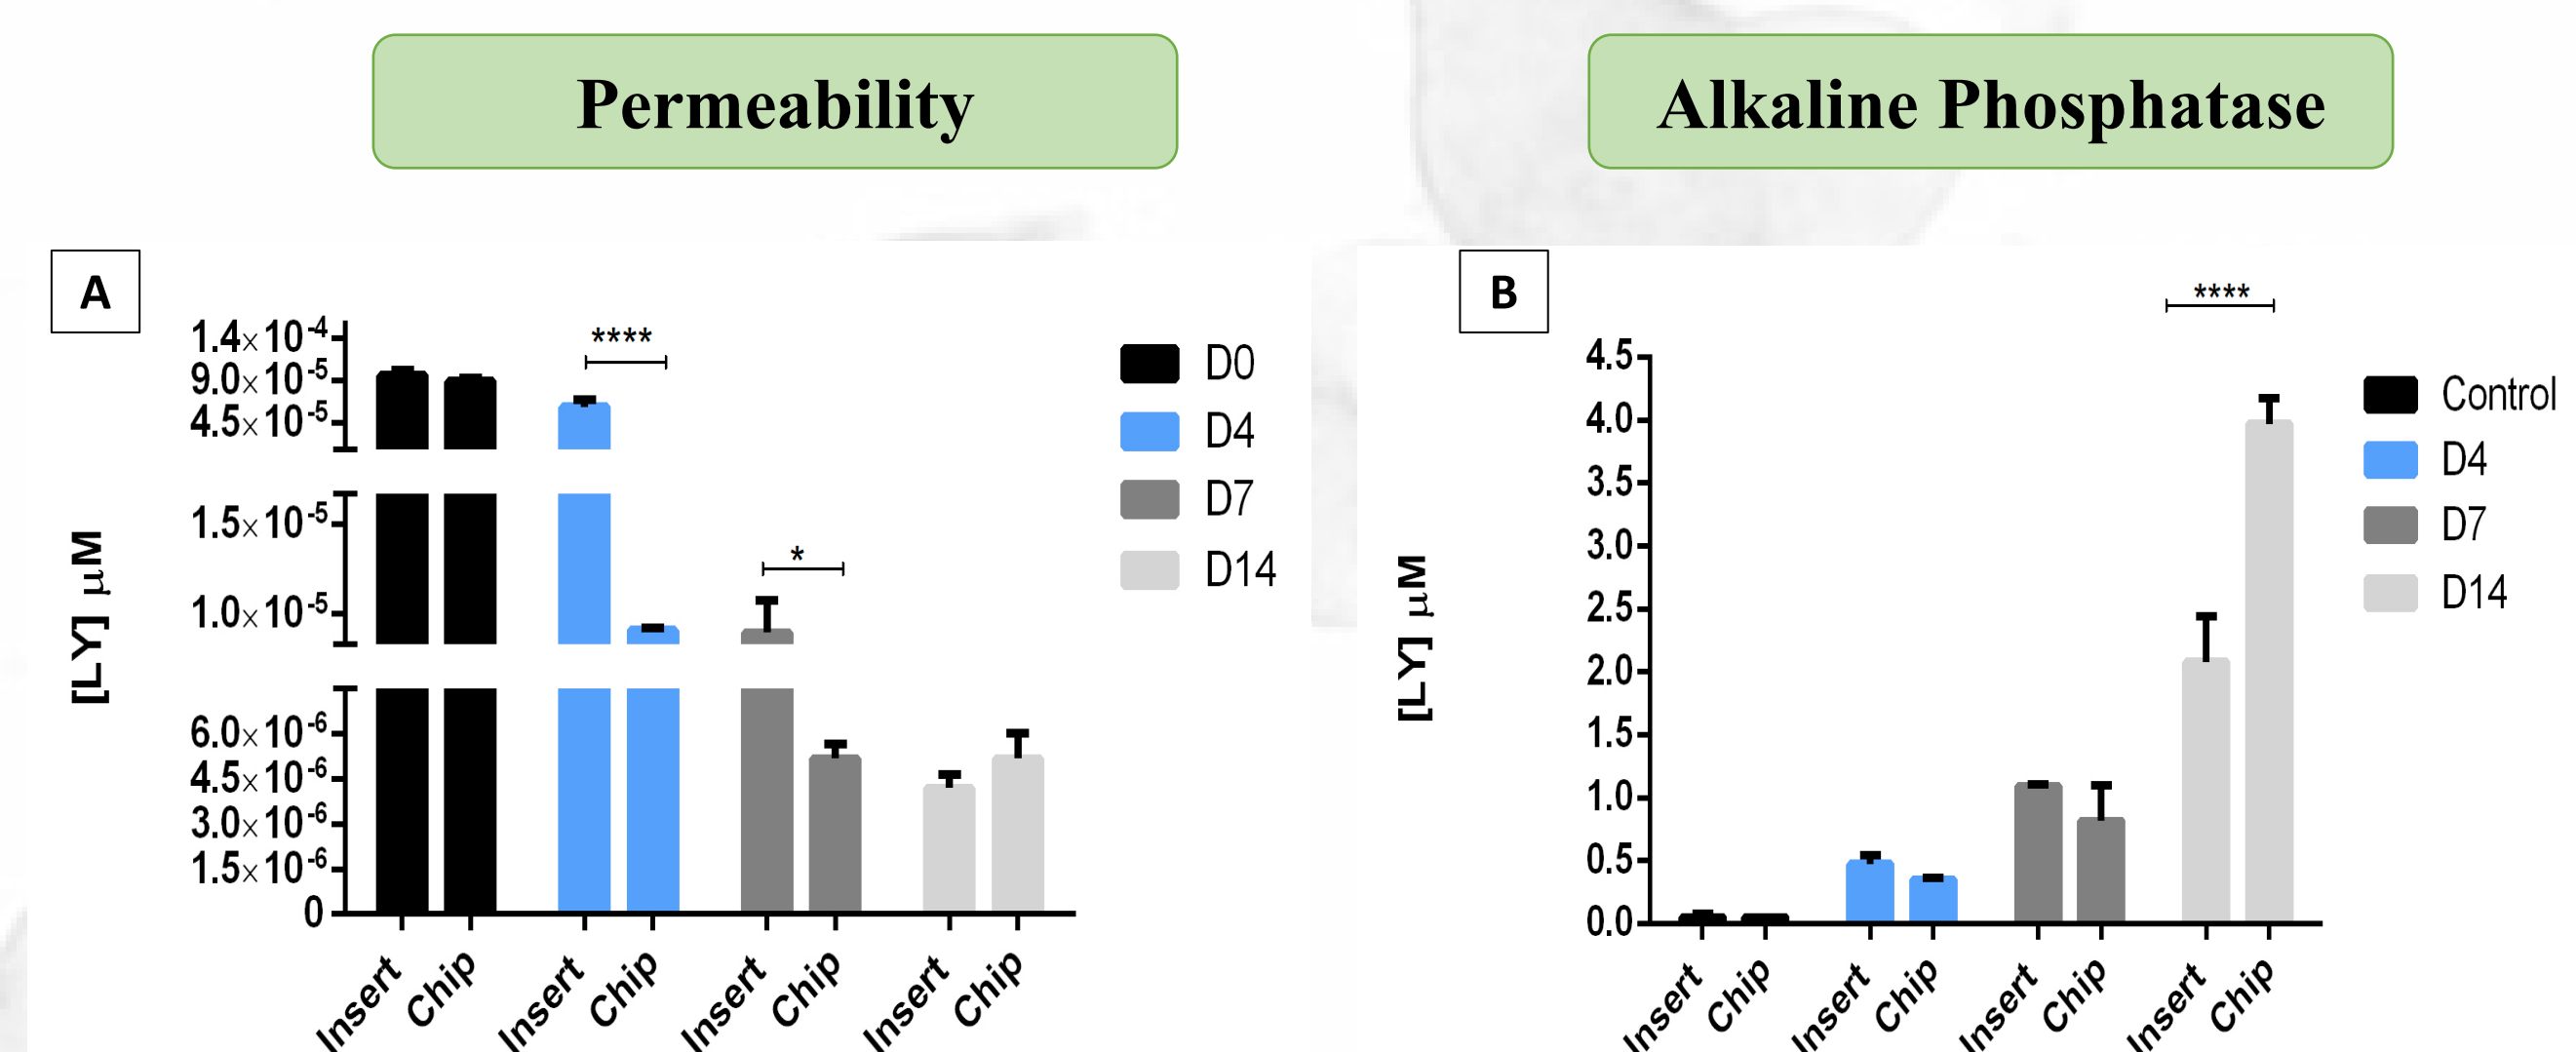 Permeability
Alkaline Phosphatase
A
1.4×10⁻⁴
9.0×10⁻⁵
4.5×10⁻⁵
1.5×10⁻⁵
1.0×10⁻⁵
6.0×10⁻⁶
4.5×10⁻⁶
3.0×10⁻⁶
1.5×10⁻⁶
0
[LY] µM
****
*
Insert Chip Insert Chip Insert Chip Insert Chip
D0
D4
D7
D14
B
4.5
4.0
3.5
3.0
2.5
2.0
1.5
1.0
0.5
0.0
[LY] µM
****
Insert Chip Insert Chip Insert Chip Insert Chip
Control
D4
D7
D14